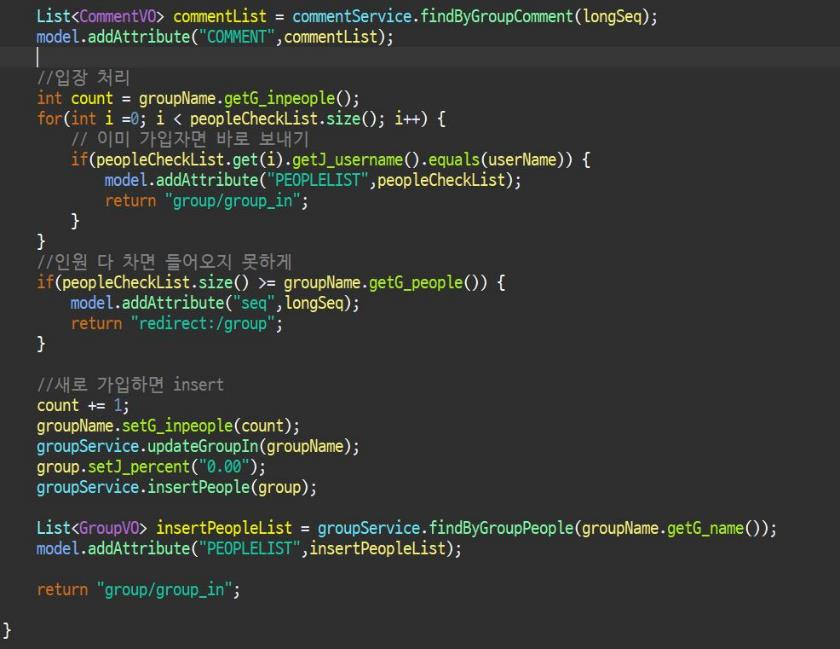 List<CommentVO> commentList = commentService.findByGroupComment(longSeq);
model.addAttribute("COMMENT",commentList);
//입장 처리
int count = groupName.getG_inpeople();
for(int i =0; i < peopleCheckList.size(); i++) {
// 이미 가입자면 바로 보내기
if(peopleCheckList.get(i).getJ_username().equals(userName)) {
model.addAttribute("PEOPLELIST",peopleCheckList);
return "group/group_in";
}
}
//인원 다 차면 들어오지 못하게
if(peopleCheckList.size() >= groupName.getG_people()) {
model.addAttribute("seq",longSeq);
return "redirect:/group";
}
//새로 가입하면 insert
count += 1;
groupName.setG_inpeople(count);
groupService.updateGroupIn(groupName);
group.setJ_percent("0.00");
groupService.insertPeople(group);
List<GroupVO> insertPeopleList = groupService.findByGroupPeople(groupName.getG_name());
model.addAttribute("PEOPLELIST",insertPeopleList);
return "group/group_in";
}